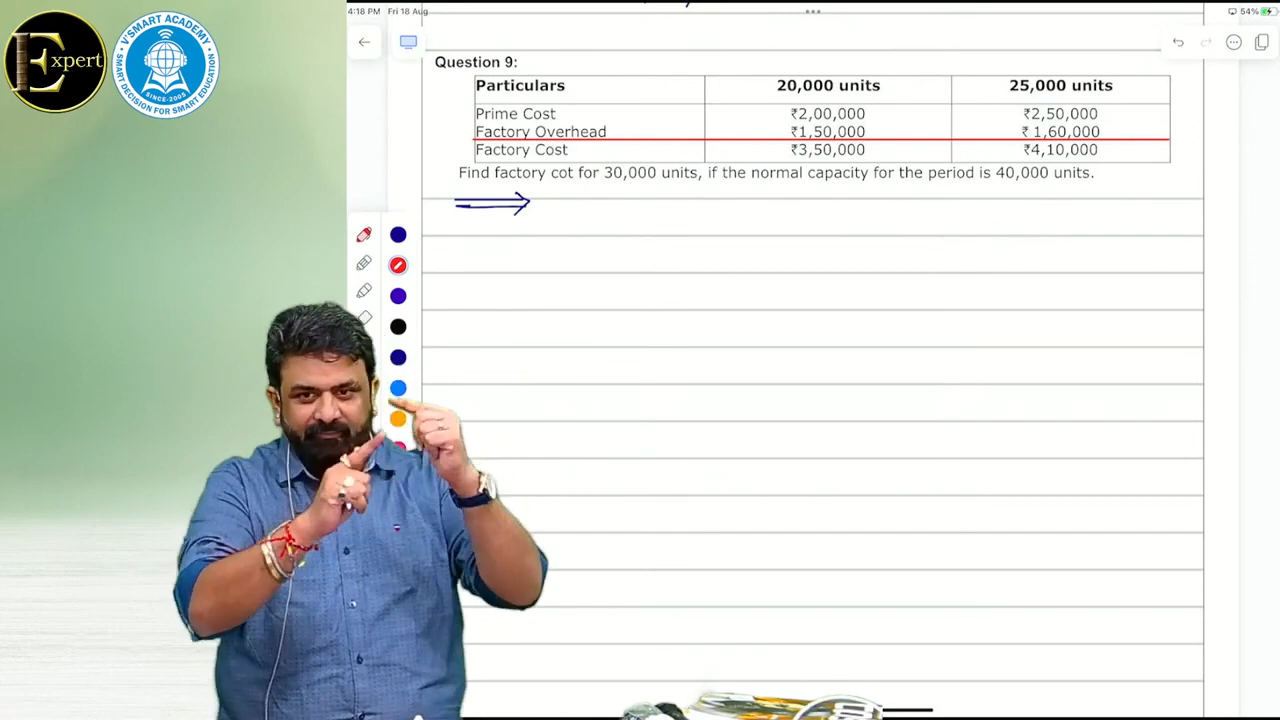 4:18 PM Fri 18 Aug
54%
Expert
V'SMART ACADEMY
SINCE-2005
SMART DECISION FOR SMART EDUCATION
Question 9:
Particulars 20,000 units 25,000 units
Prime Cost ₹2,00,000 ₹2,50,000
Factory Overhead ₹1,50,000 ₹ 1,60,000
Factory Cost ₹3,50,000 ₹4,10,000
Find factory cot for 30,000 units, if the normal capacity for the period is 40,000 units.